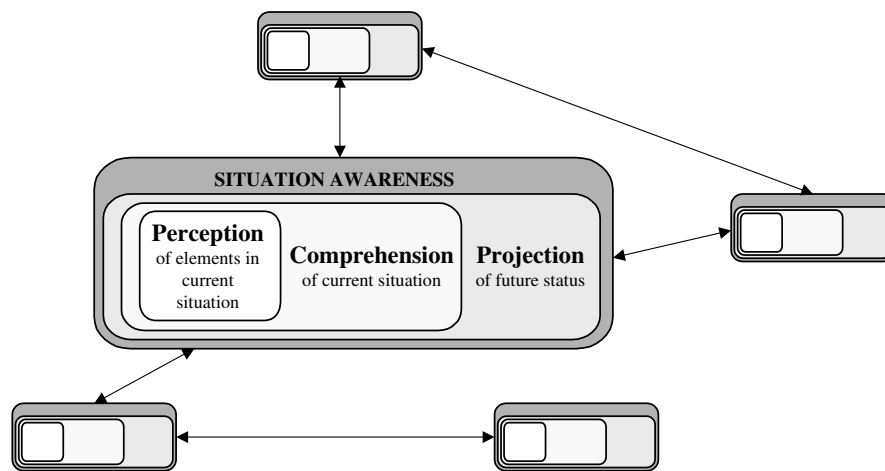 SITUATION AWARENESS
Perception
of elements in
current
situation
Comprehension
of current situation
Projection
of future status